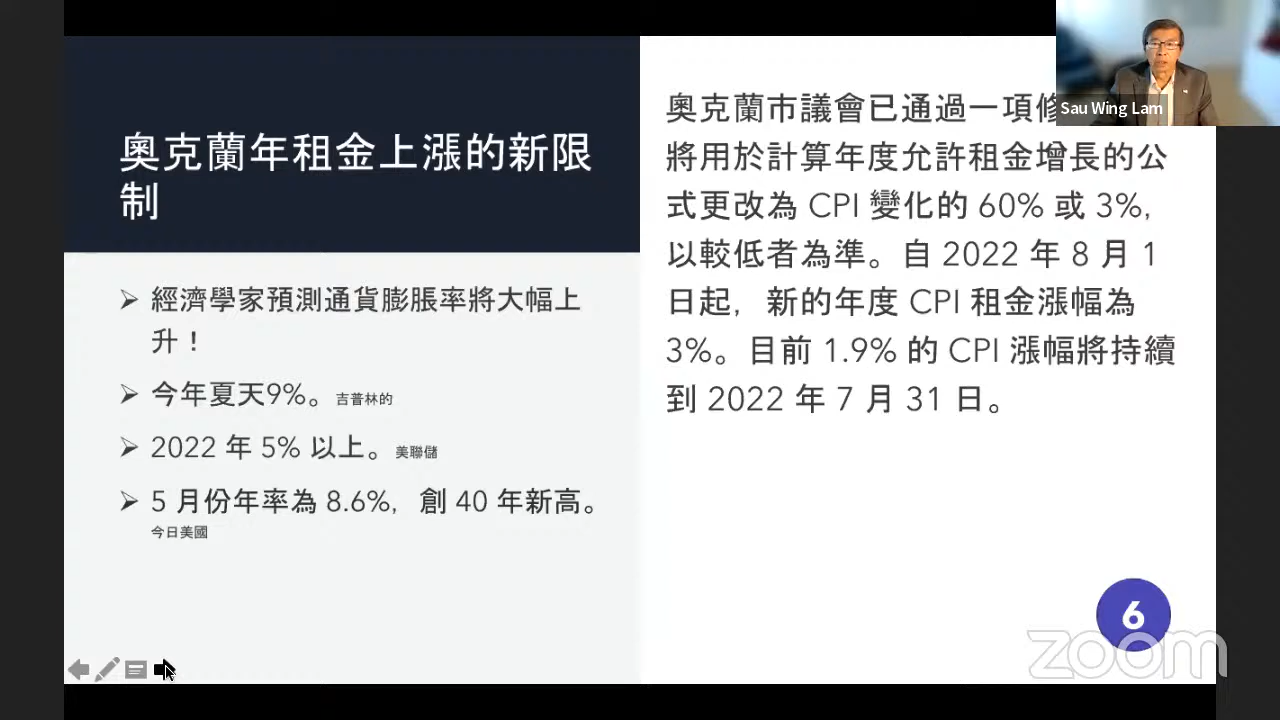 奧克蘭年租金上漲的新限
制
經濟學家預測通貨膨脹率將大幅上
升！
今年夏天9%。吉普林的
2022 年 5% 以上。美聯儲
5 月份年率為 8.6%, 創 40 年新高。
今日美國
奧克蘭市議會已通過一項修
將用於計算年度允許租金增長的公
式更改為 CPI 變化的 60% 或 3%,
以較低者為準。自 2022 年 8 月 1
日起, 新的年度 CPI 租金漲幅為
3%。目前 1.9% 的 CPI 漲幅將持續
到 2022 年 7 月 31 日。
Sau Wing Lam
6
zoom